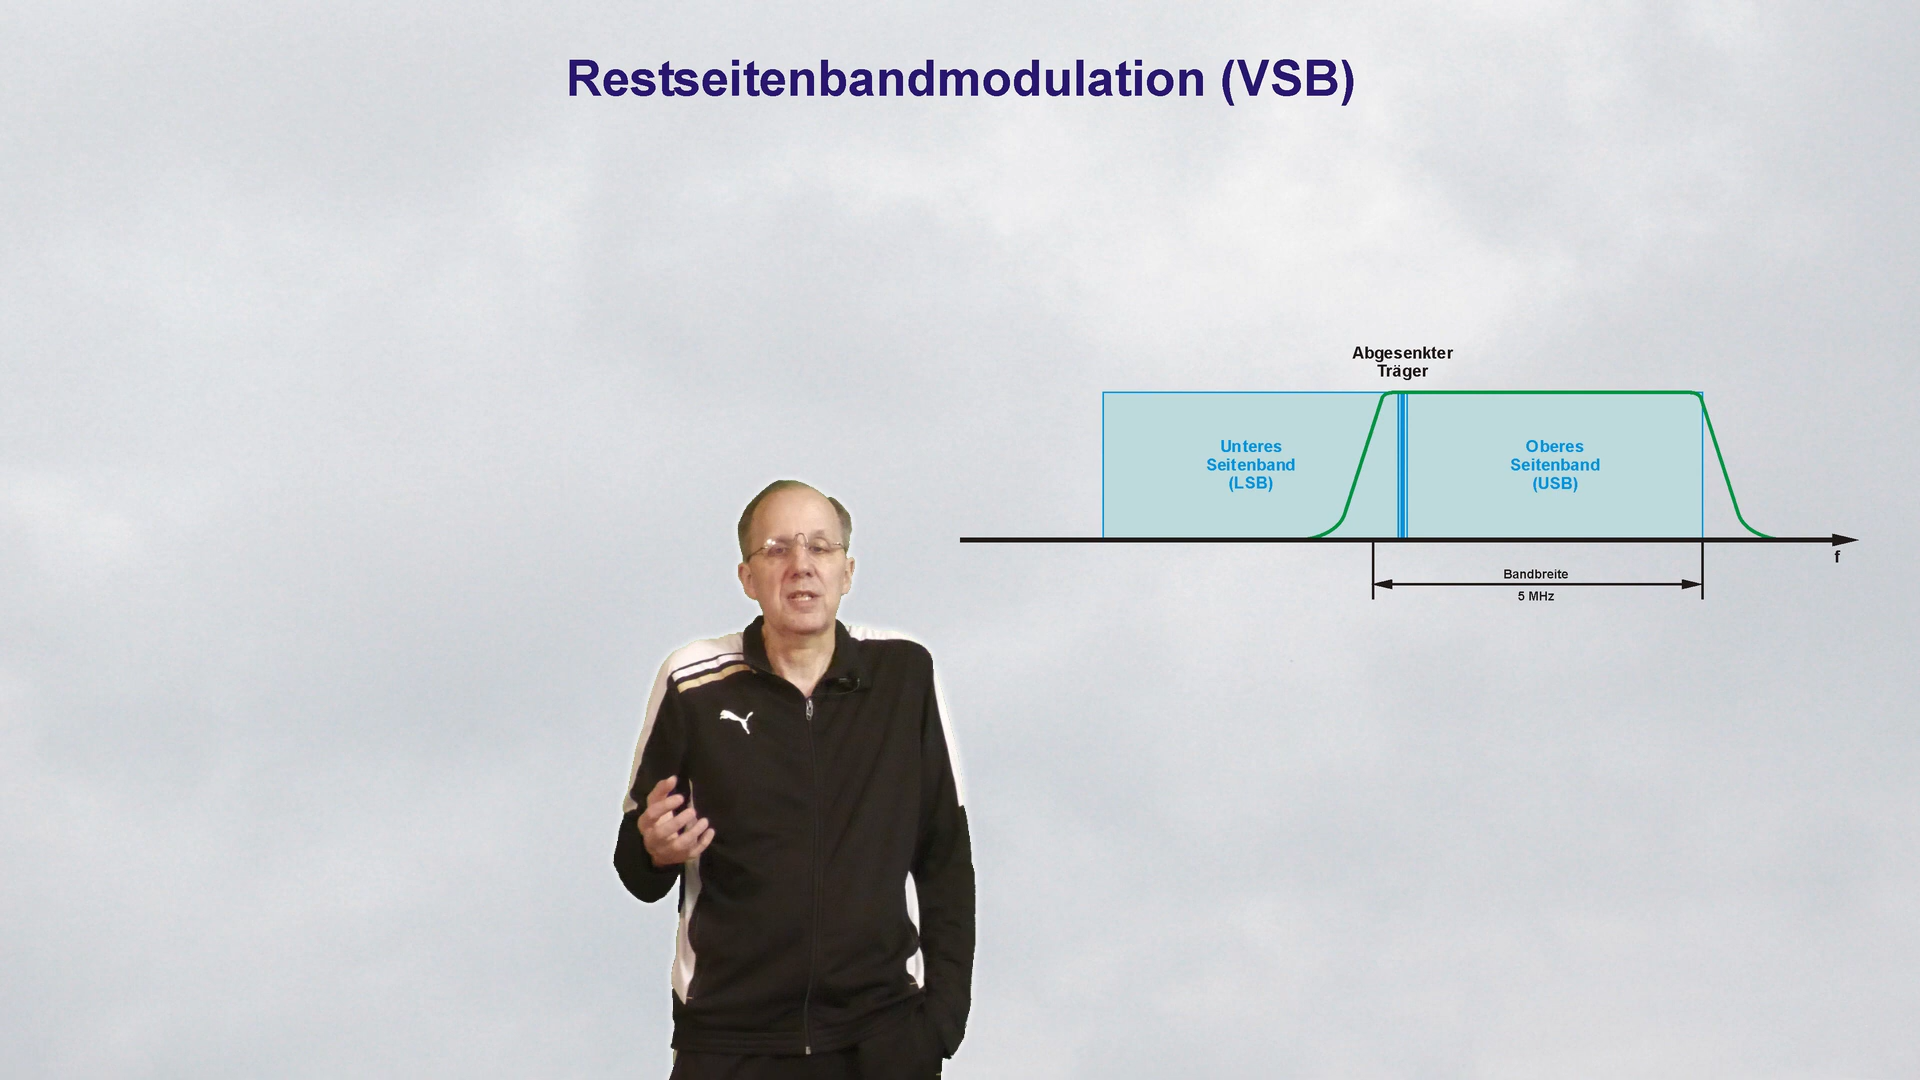 Restseitenbandmodulation (VSB)
Abgesenkter
Träger
Unteres
Seitenband
(LSB)
Oberes
Seitenband
(USB)
f
Bandbreite
5 MHz